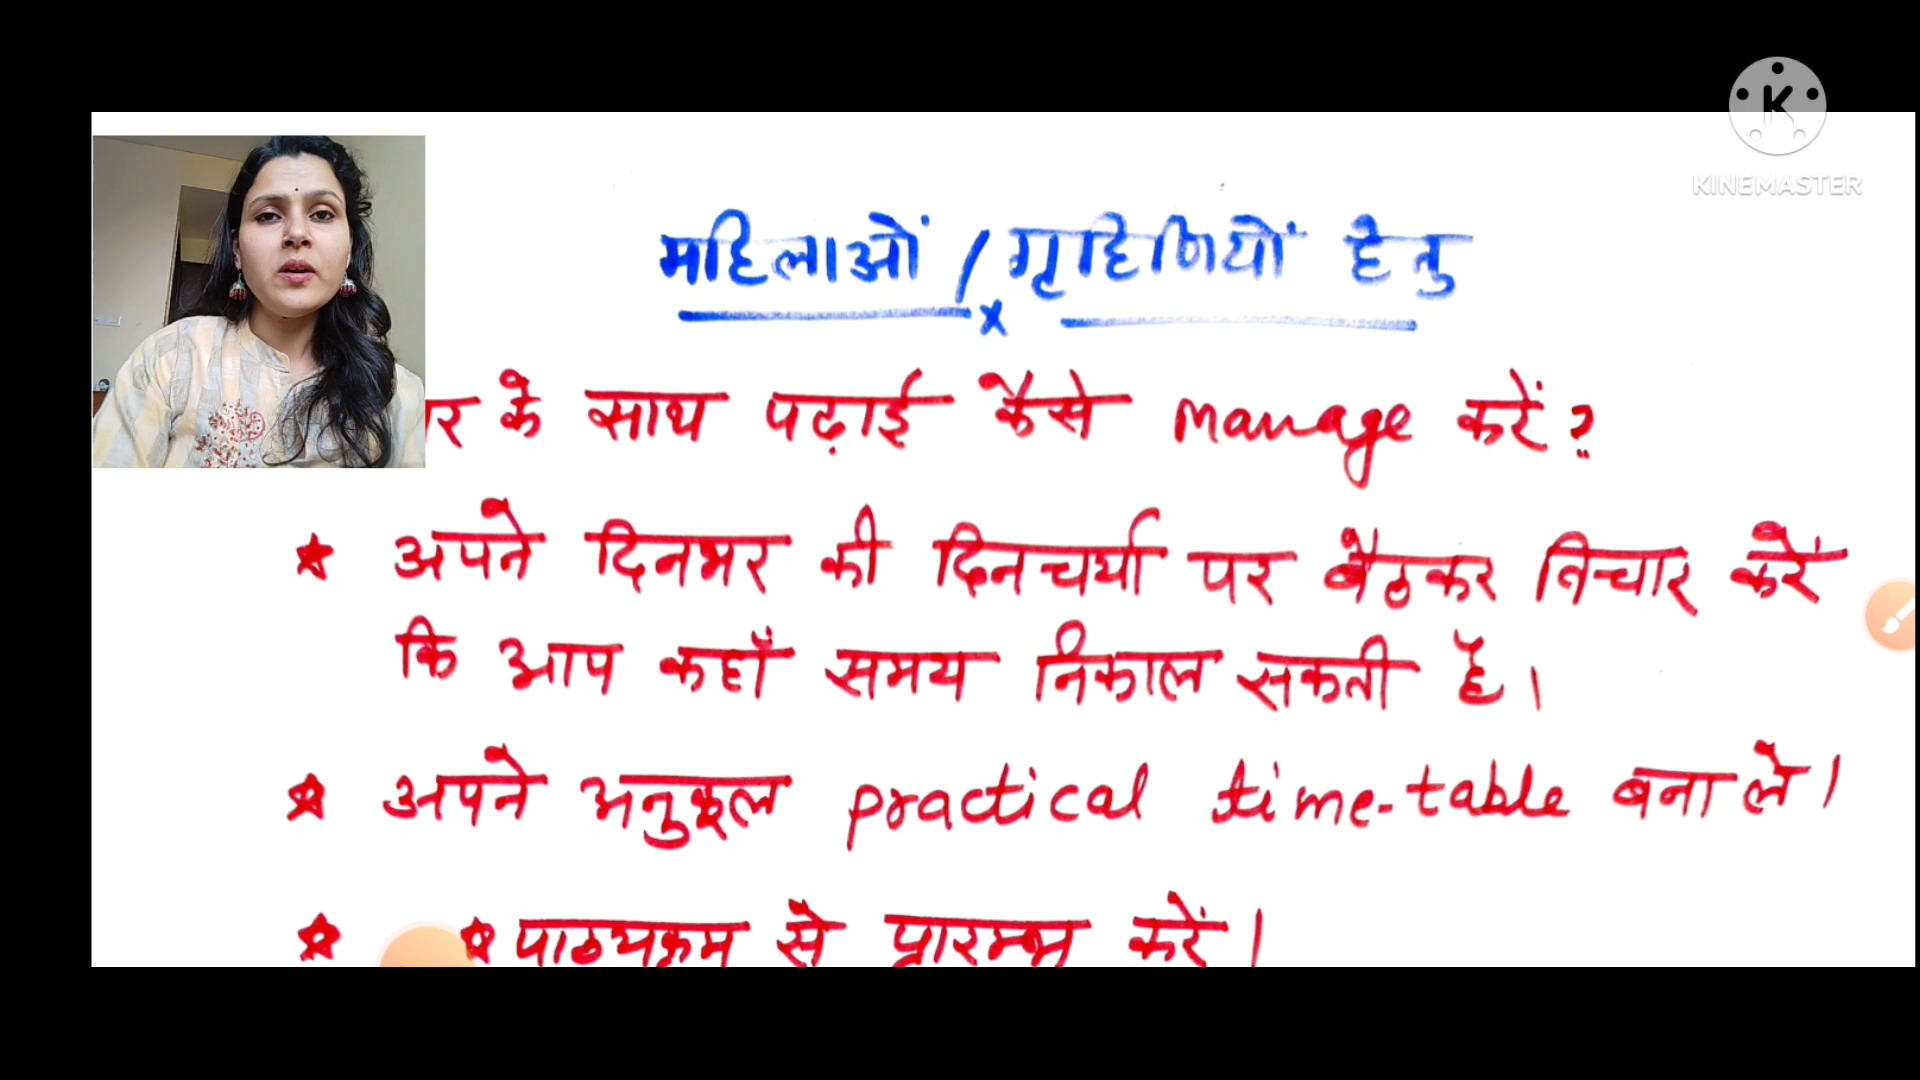 KINEMASTER
महिलाओं / गृहिणियों हेतु
र के साथ पढ़ाई कैसे manage करें?
★ अपने दिनभर की दिनचर्या पर बैठकर विचार करें
कि आप कहाँ समय निकाल सकती हैं।
★ अपने अनुकूल practical time-table बना लें।
★ ★ पाठ्यक्रम से प्रारम्भ करें।